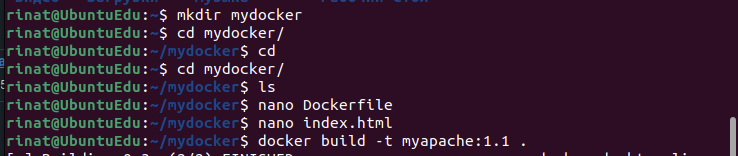 rinat@UbuntuEdu:~$ mkdir mydocker
rinat@UbuntuEdu:~$ cd mydocker/
rinat@UbuntuEdu:~/mydocker$ cd
rinat@UbuntuEdu:~$ cd mydocker/
rinat@UbuntuEdu:~/mydocker$ ls
rinat@UbuntuEdu:~/mydocker$ nano Dockerfile
rinat@UbuntuEdu:~/mydocker$ nano index.html
rinat@UbuntuEdu:~/mydocker$ docker build -t myapache:1.1 .